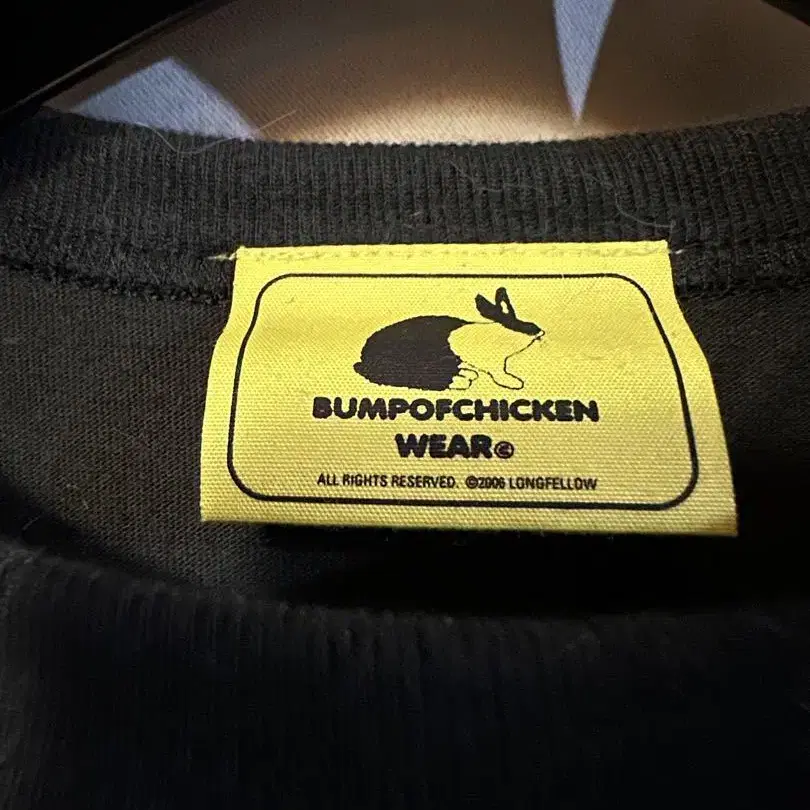 BUMPOFCHICKEN
WEAR©
ALL RIGHTS RESERVED. ©2006 LONGFELLOW